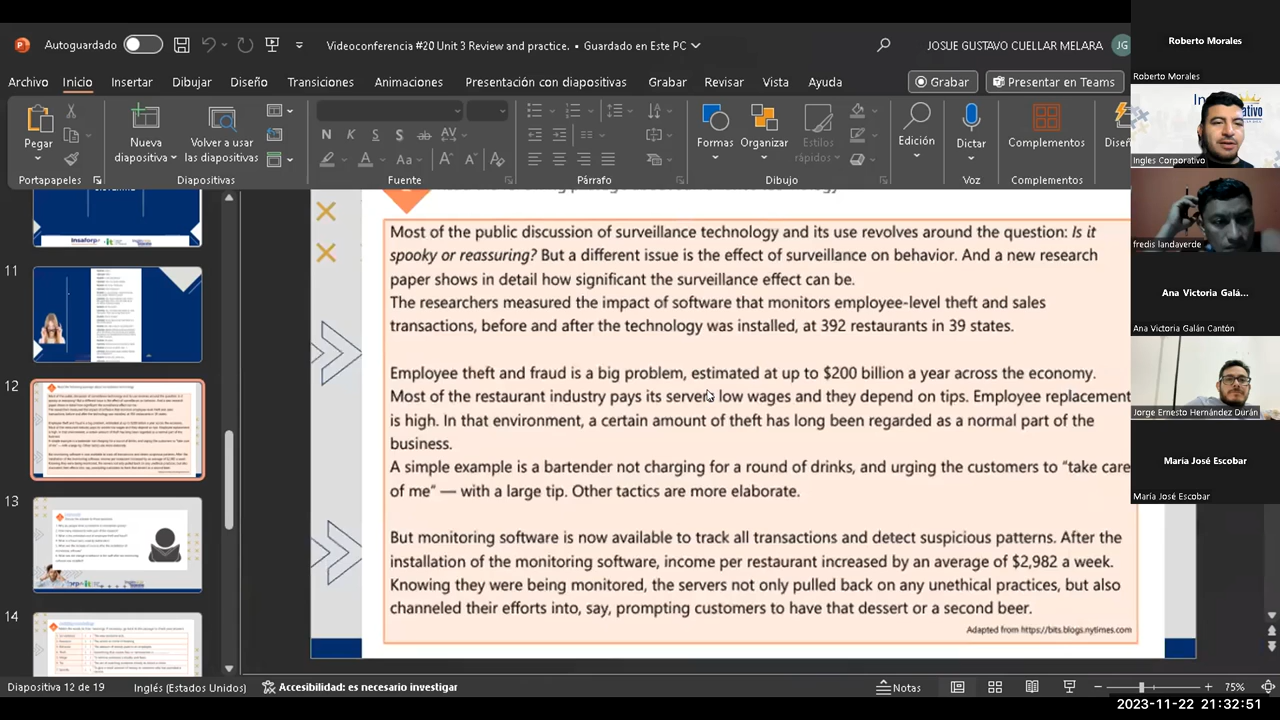 Autoguardado
Videoconferencia #10 Unit 3 Review and practice. • Guardado en Este PC
JOSUE GUSTAVO CUELLAR MELARA
JG
Archivo Inicio Insertar Dibujar Diseño Transiciones Animaciones Presentación con diapositivas Grabar Revisar Vista Ayuda
Grabar
Presentar en Teams
Pegar
Nueva diapositiva
Volver a usar las diapositivas
Formas
Organizar
Estilos rápidos
Edición
Dictar
Complementos
Portapapeles
Diapositivas
Fuente
Párrafo
Dibujo
Voz
Complementos
11
12
13
14
Most of the public discussion of surveillance technology and its use revolves around the question: Is it
spooky or reassuring? But a different issue is the effect of surveillance on behavior. And a new research
paper shows in detail how significant the surveillance effect can be.
The researchers measured the impact of software that monitors employee-level theft and sales
transactions, before and after the technology was installed, at 392 restaurants in 39 states.
Employee theft and fraud is a big problem, estimated at up to $200 billion a year across the economy.
Most of the restaurant industry pays its servers low wages and they depend on tips. Employee replacement
is high. In that environment, a certain amount of theft has long been regarded as a normal part of the
business.
A simple example is a bartender not charging for a round of drinks, and urging the customers to “take care
of me” — with a large tip. Other tactics are more elaborate.
But monitoring software is now available to track all transactions and detect suspicious patterns. After the
installation of the monitoring software, income per restaurant increased by an average of $2,982 a week.
Knowing they were being monitored, the servers not only pulled back on any unethical practices, but also
channeled their efforts into, say, prompting customers to have that dessert or a second beer.
Adapted from https://bits.blogs.nytimes.com
Roberto Morales
Roberto Morales
Ingles Corporativo
fredis landaverde
Ana Victoria Galá...
Ana Victoria Galán Cantón
Jorge Ernesto Hernández Durán
María José Escobar
María José Escobar
Diapositiva 12 de 19
Inglés (Estados Unidos)
Accesibilidad: es necesario investigar
Notas
75%
2023-11-22 21:32:51